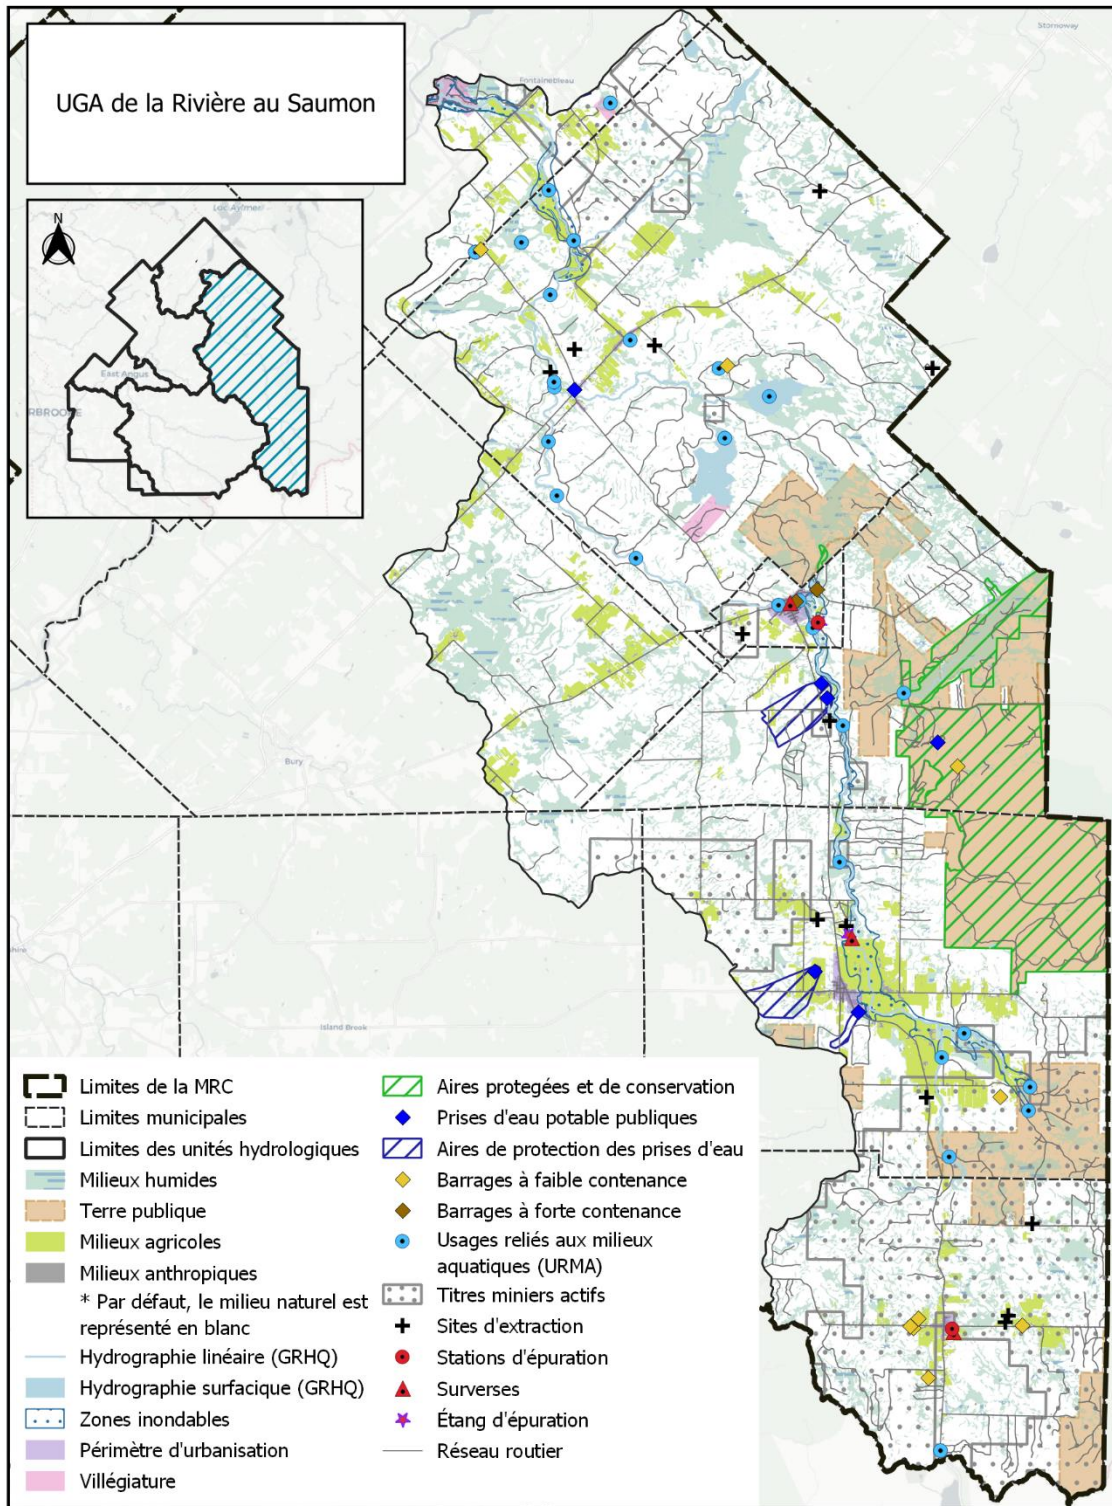 Stornoway
UGA de la Rivière au Saumon
Fontainebleau
N
Lac Aylmer
East Angus
RBROOKE
Bury
shire
Island Brook
Limites de la MRC
Limites municipales
Limites des unités hydrologiques
Milieux humides
Terre publique
Milieux agricoles
Milieux anthropiques
* Par défaut, le milieu naturel est
représenté en blanc
Hydrographie linéaire (GRHQ)
Hydrographie surfacique (GRHQ)
Zones inondables
Périmètre d'urbanisation
Villégiature
Aires protegées et de conservation
Prises d'eau potable publiques
Aires de protection des prises d'eau
Barrages à faible contenance
Barrages à forte contenance
Usages reliés aux milieux
aquatiques (URMA)
Titres miniers actifs
Sites d'extraction
Stations d'épuration
Surverses
Étang d'épuration
Réseau routier